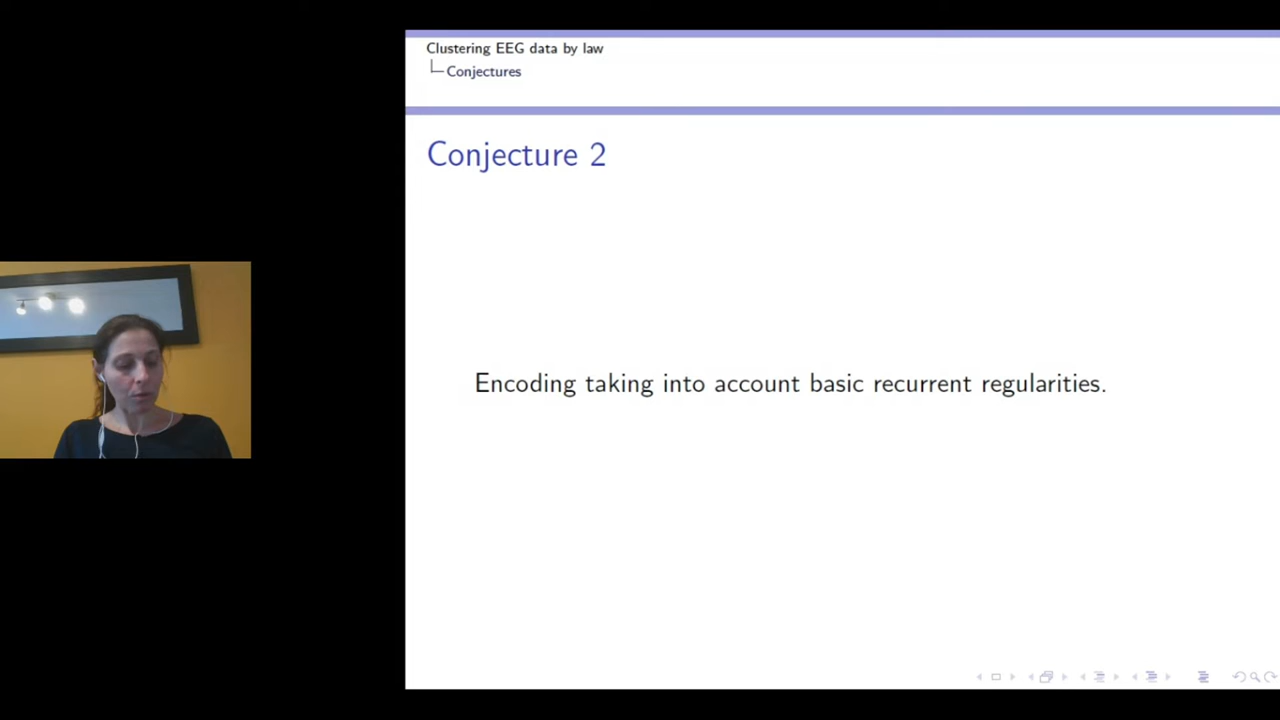 Clustering EEG data by law
Conjectures
Conjecture 2
Encoding taking into account basic recurrent regularities.